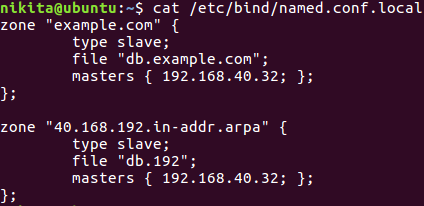 nikita@ubuntu:~$ cat /etc/bind/named.conf.local
zone "example.com" {
        type slave;
        file "db.example.com";
        masters { 192.168.40.32; };
};

zone "40.168.192.in-addr.arpa" {
        type slave;
        file "db.192";
        masters { 192.168.40.32; };
};